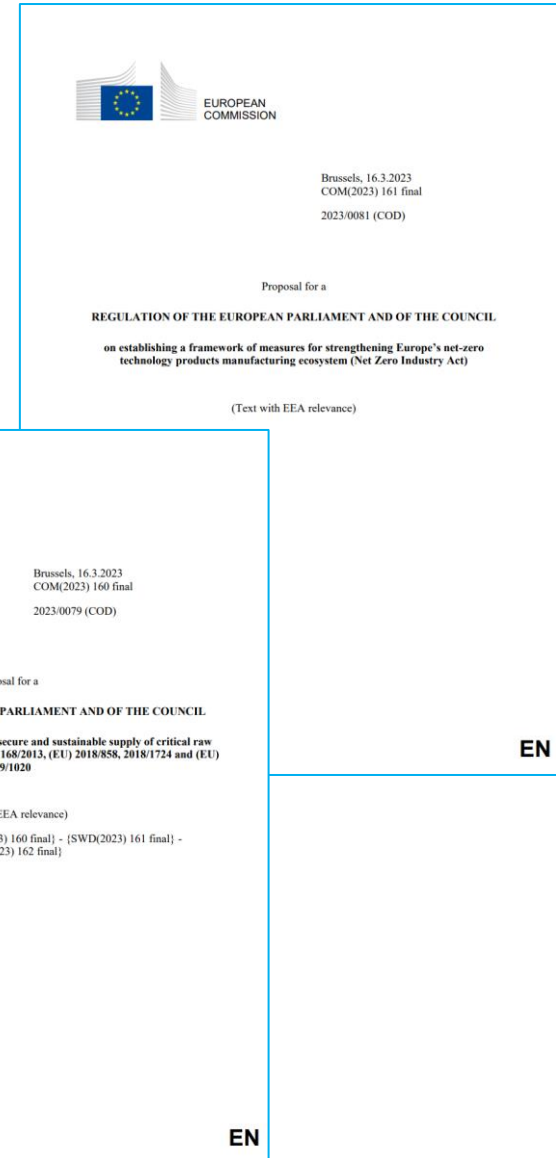 EUROPEAN
COMMISSION
Brussels, 16.3.2023
COM(2023) 161 final
2023/0081 (COD)
Proposal for a
REGULATION OF THE EUROPEAN PARLIAMENT AND OF THE COUNCIL
on establishing a framework of measures for strengthening Europe's net-zero
technology products manufacturing ecosystem (Net Zero Industry Act)
(Text with EEA relevance)
EN
Brussels, 16.3.2023
COM(2023) 160 final
2023/0079 (COD)
for a
PARLIAMENT AND OF THE COUNCIL
secure and sustainable supply of critical raw
168/2013, (EU) 2018/858, 2018/1724 and (EU)
9/1020
EEA relevance)
3) 160 final} - {SWD(2023) 161 final} -
23) 162 final}
EN